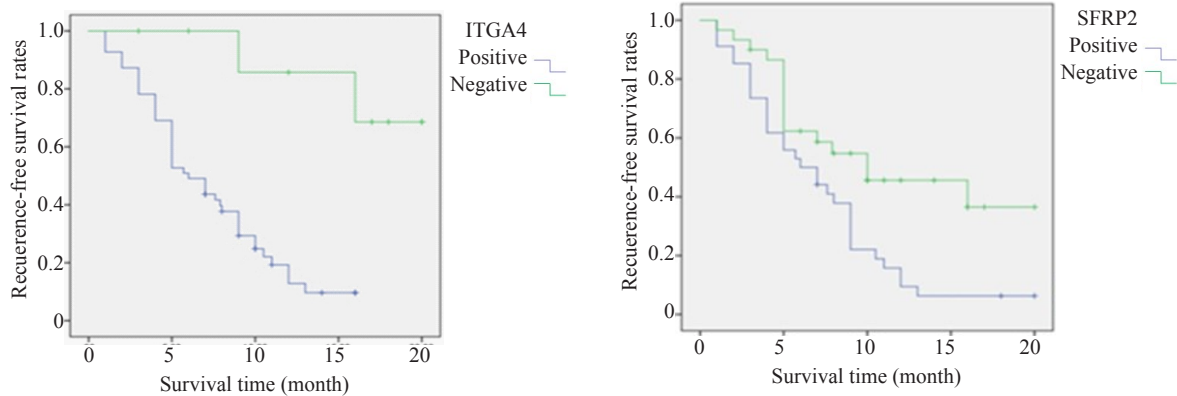 ITGA4
Positive
Negative
Recuerence-free survival rates
1.0
0.8
0.6
0.4
0.2
0
0 5 10 15 20
Survival time (month)
SFRP2
Positive
Negative
Recuerence-free survival rates
1.0
0.8
0.6
0.4
0.2
0
0 5 10 15 20
Survival time (month)